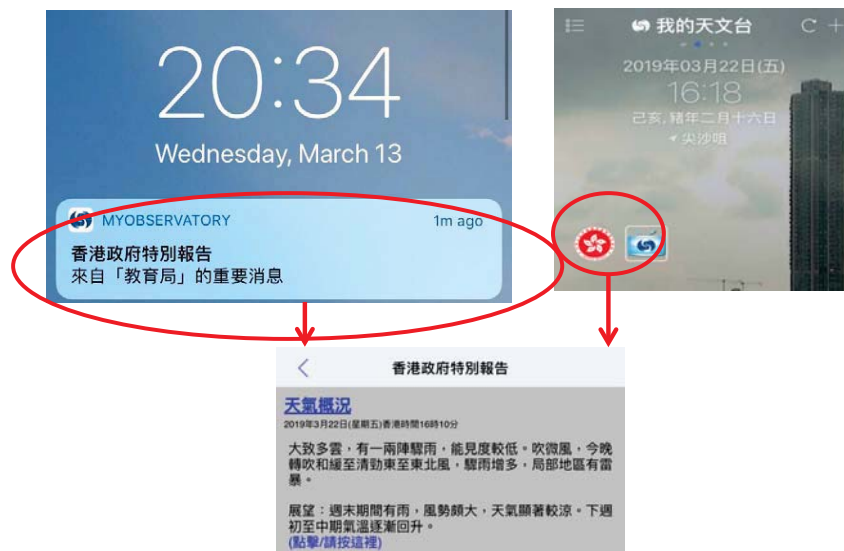 20:34
Wednesday, March 13
MYOBSERVATORY
1m ago
香港政府特別報告
來自「教育局」的重要消息
我的天文台
2019年03月22日(五)
16:18
己亥, 豬年二月十六日
尖沙咀
香港政府特別報告
天氣概況
2019年3月22日(星期五)香港時間16時10分
大致多雲，有一兩陣驟雨，能見度較低。吹微風，今晚
轉吹和緩至清勁東至東北風，驟雨增多，局部地區有雷
暴。
展望：週末期間有雨，風勢頗大，天氣顯著較涼。下週
初至中期氣溫逐漸回升。
(點擊/請按這裡)